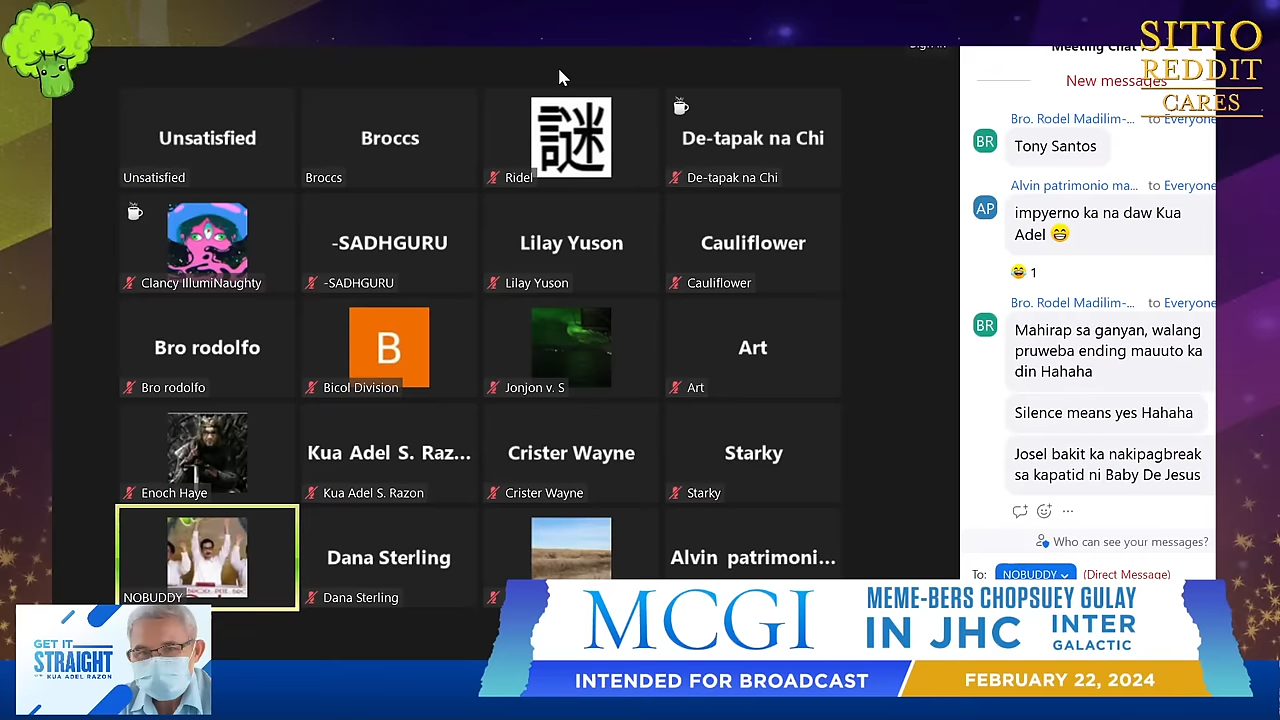 Sign in
SITIO
REDDIT
CARES
Meeting Chat
New messages
Unsatisfied
Unsatisfied
Broccs
Broccs
謎
Ridel
De-tapak na Chi
De-tapak na Chi
Clancy IllumiNaughty
-SADHGURU
-SADHGURU
Lilay Yuson
Lilay Yuson
Cauliflower
Cauliflower
Bro rodolfo
Bro rodolfo
B
Bicol Division
Jonjon v. S
Art
Art
Enoch Haye
Kua Adel S. Raz...
Kua Adel S. Razon
Crister Wayne
Crister Wayne
Starky
Starky
NOBUDDY
Dana Sterling
Dana Sterling
Alvin patrimoni...
Bro. Rodel Madilim-... to Everyone
BR
Tony Santos
Alvin patrimonio ma... to Everyone
AP
impyerno ka na daw Kua
Adel 😁
😂 1
Bro. Rodel Madilim-... to Everyone
BR
Mahirap sa ganyan, walang
pruweba ending mauuto ka
din Hahaha
Silence means yes Hahaha
Josel bakit ka nakipagbreak
sa kapatid ni Baby De Jesus
Who can see your messages?
To: NOBUDDY (Direct Message)
GET IT
STRAIGHT
KUA ADEL RAZON
MCGI
MEME-BERS CHOPSUEY GULAY
IN JHC INTER
GALACTIC
INTENDED FOR BROADCAST
FEBRUARY 22, 2024